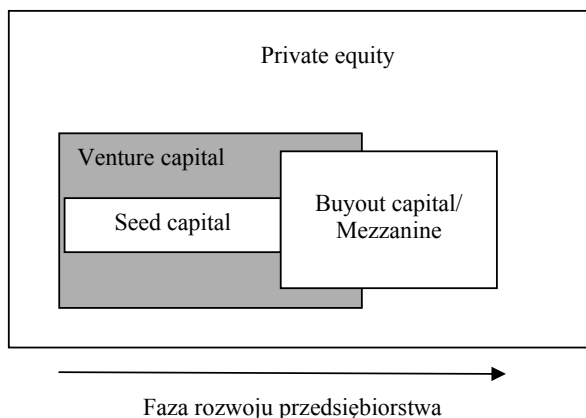 Private equity
Venture capital
Seed capital
Buyout capital/
Mezzanine
Faza rozwoju przedsiębiorstwa